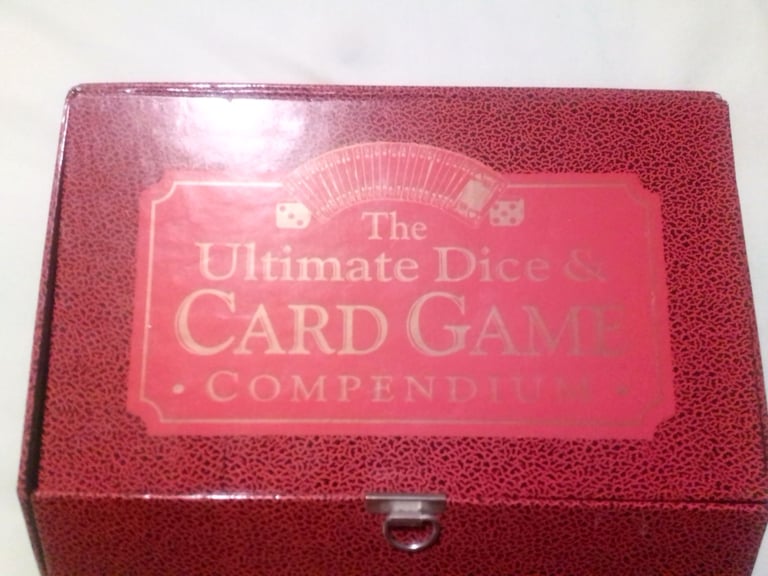 The
Ultimate Dice &
CARD GAME
• COMPENDIUM •